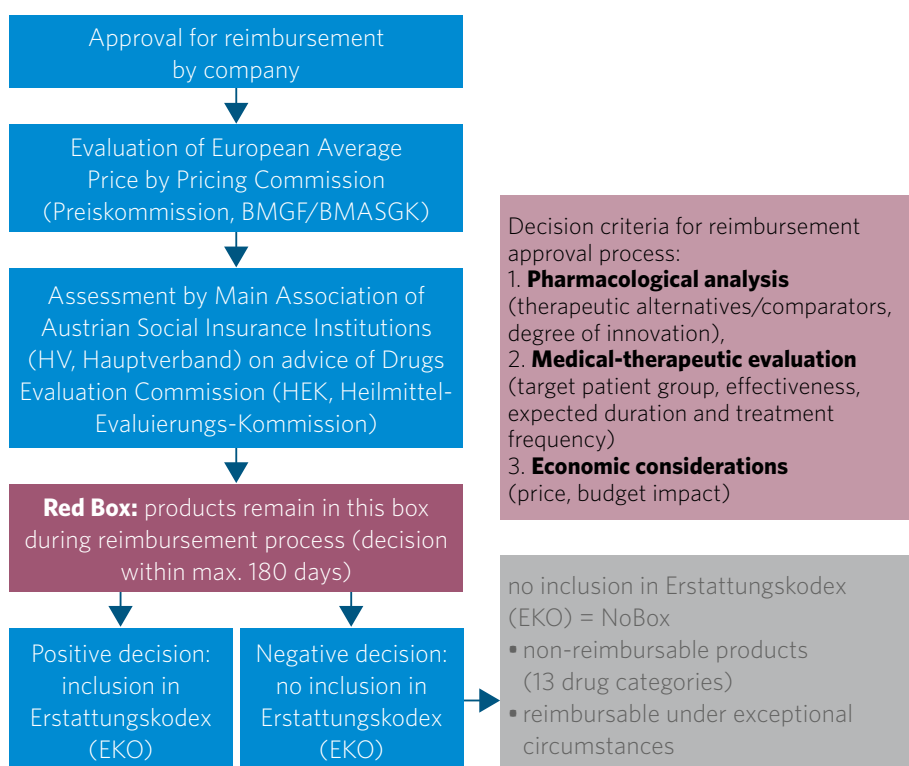 Approval for reimbursement
by company
Evaluation of European Average
Price by Pricing Commission
(Preiskommission, BMGF/BMASGK)
Assessment by Main Association of
Austrian Social Insurance Institutions
(HV, Hauptverband) on advice of Drugs
Evaluation Commission (HEK, Heilmittel-
Evaluierungs-Kommission)
Red Box: products remain in this box
during reimbursement process (decision
within max. 180 days)
Positive decision:
inclusion in
Erstattungskodex
(EKO)
Negative decision:
no inclusion in
Erstattungskodex
(EKO)
Decision criteria for reimbursement
approval process:
1. Pharmacological analysis
(therapeutic alternatives/comparators,
degree of innovation),
2. Medical-therapeutic evaluation
(target patient group, effectiveness,
expected duration and treatment
frequency)
3. Economic considerations
(price, budget impact)
no inclusion in Erstattungskodex
(EKO) = NoBox
• non-reimbursable products
(13 drug categories)
• reimbursable under exceptional
circumstances